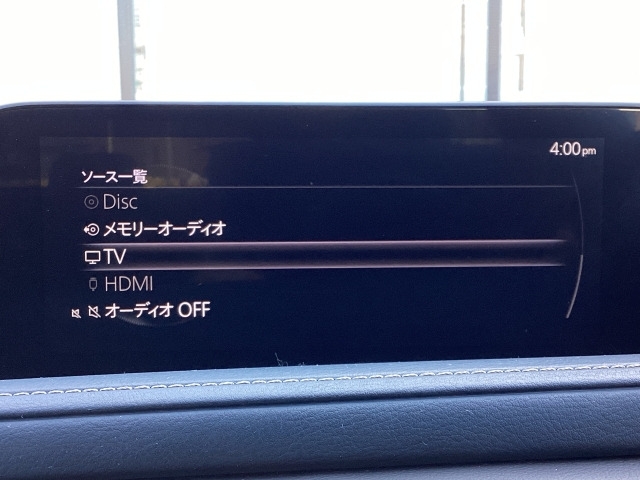 4:00pm
ソース一覧
Disc
メモリーオーディオ
TV
HDMI
オーディオ OFF